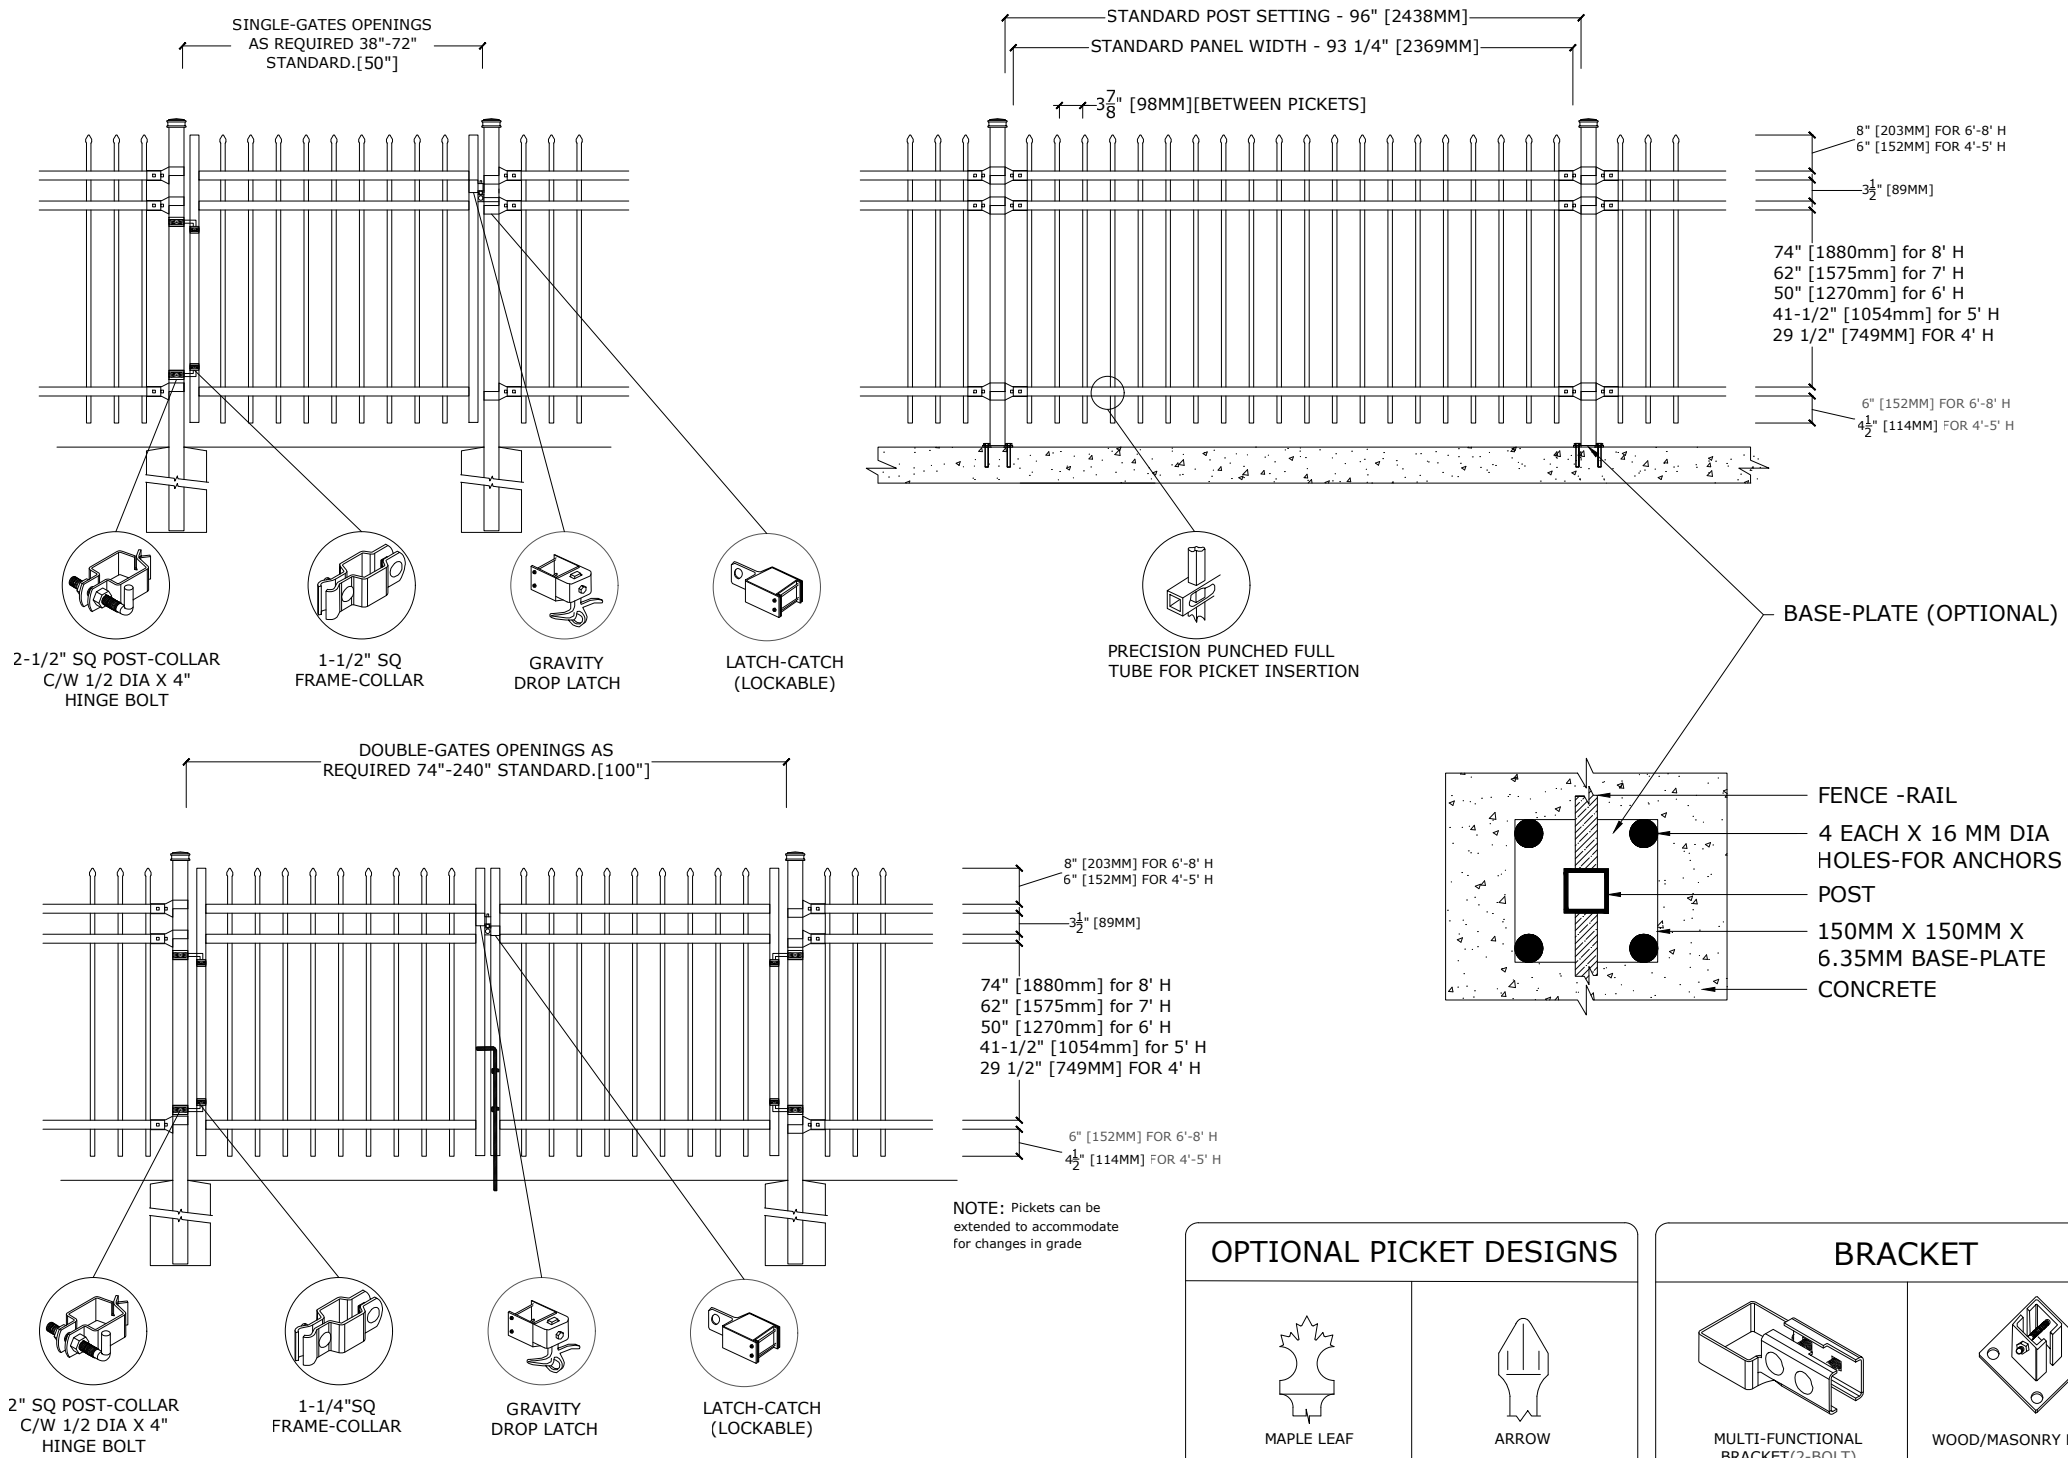 SINGLE-GATES OPENINGS
AS REQUIRED 38"-72"
STANDARD.[50"]
STANDARD POST SETTING - 96" [2438MM]
STANDARD PANEL WIDTH - 93 1/4" [2369MM]
3 7/8" [98MM][BETWEEN PICKETS]
8" [203MM] FOR 6'-8' H
6" [152MM] FOR 4'-5' H
3 1/2" [89MM]
74" [1880mm] for 8' H
62" [1575mm] for 7' H
50" [1270mm] for 6' H
41-1/2" [1054mm] for 5' H
29 1/2" [749MM] FOR 4' H
6" [152MM] FOR 6'-8' H
4 1/2" [114MM] FOR 4'-5' H
2-1/2" SQ POST-COLLAR
C/W 1/2 DIA X 4"
HINGE BOLT
1-1/2" SQ
FRAME-COLLAR
GRAVITY
DROP LATCH
LATCH-CATCH
(LOCKABLE)
PRECISION PUNCHED FULL
TUBE FOR PICKET INSERTION
BASE-PLATE (OPTIONAL)
FENCE -RAIL
4 EACH X 16 MM DIA
HOLES-FOR ANCHORS
POST
150MM X 150MM X
6.35MM BASE-PLATE
CONCRETE
DOUBLE-GATES OPENINGS AS
REQUIRED 74"-240" STANDARD.[100"]
8" [203MM] FOR 6'-8' H
6" [152MM] FOR 4'-5' H
3 1/2" [89MM]
74" [1880mm] for 8' H
62" [1575mm] for 7' H
50" [1270mm] for 6' H
41-1/2" [1054mm] for 5' H
29 1/2" [749MM] FOR 4' H
6" [152MM] FOR 6'-8' H
4 1/2" [114MM] FOR 4'-5' H
NOTE: Pickets can be
extended to accommodate
for changes in grade
2" SQ POST-COLLAR
C/W 1/2 DIA X 4"
HINGE BOLT
1-1/4"SQ
FRAME-COLLAR
GRAVITY
DROP LATCH
LATCH-CATCH
(LOCKABLE)
OPTIONAL PICKET DESIGNS
MAPLE LEAF
ARROW
BRACKET
MULTI-FUNCTIONAL
BRACKET(2-BOLT)
WOOD/MASONRY